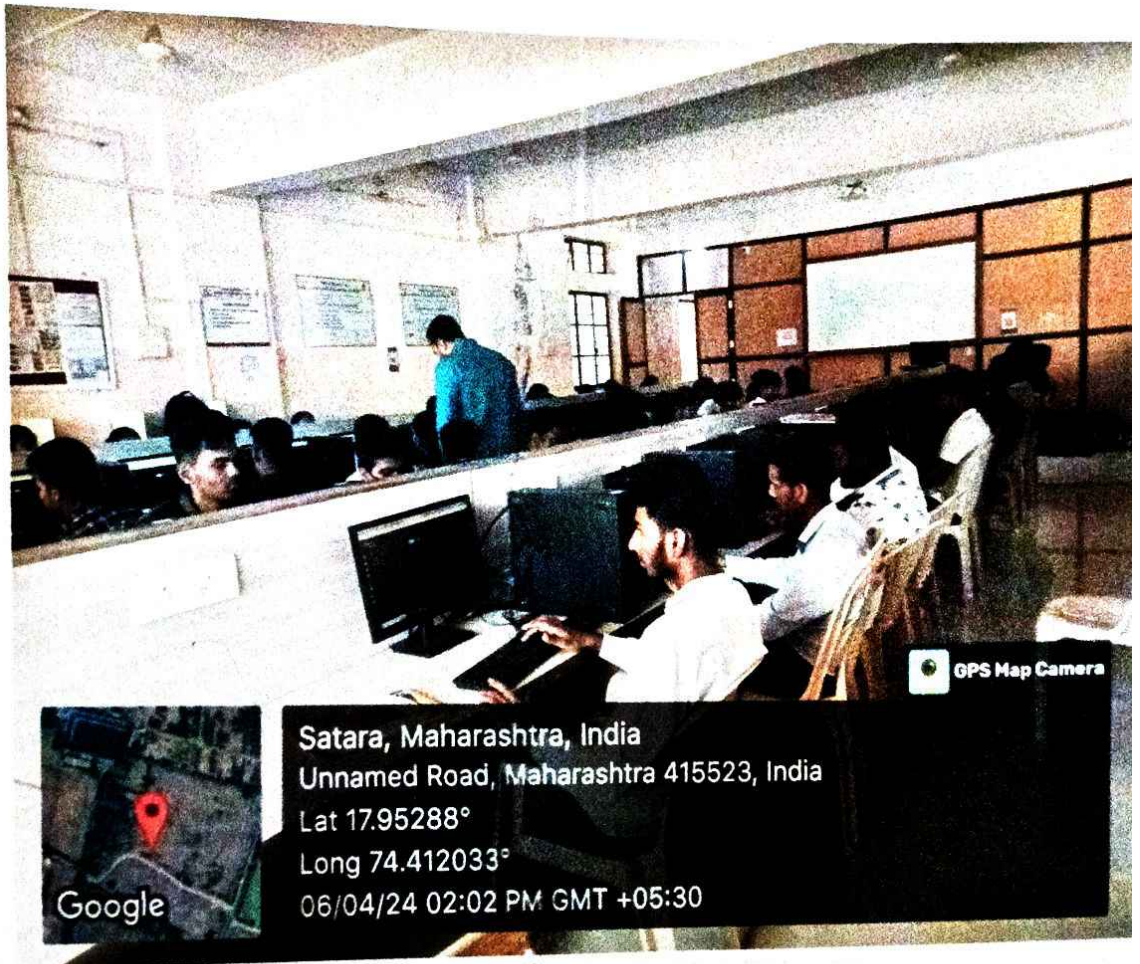 GPS Map Camera
Satara, Maharashtra, India
Unnamed Road, Maharashtra 415523, India
Lat 17.95288°
Long 74.412033°
06/04/24 02:02 PM GMT +05:30
Google